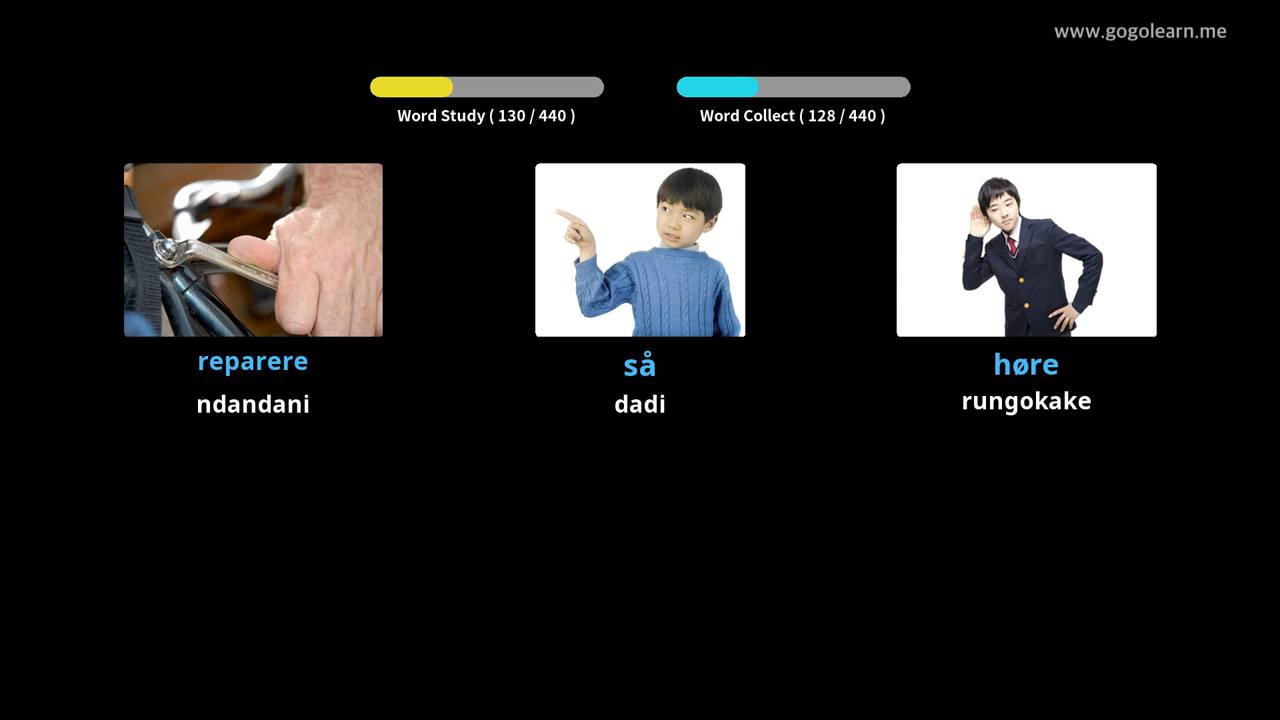 www.gogolearn.me
Word Study ( 130 / 440 )
Word Collect ( 128 / 440 )
reparere
så
høre
ndandani
dadi
rungokake